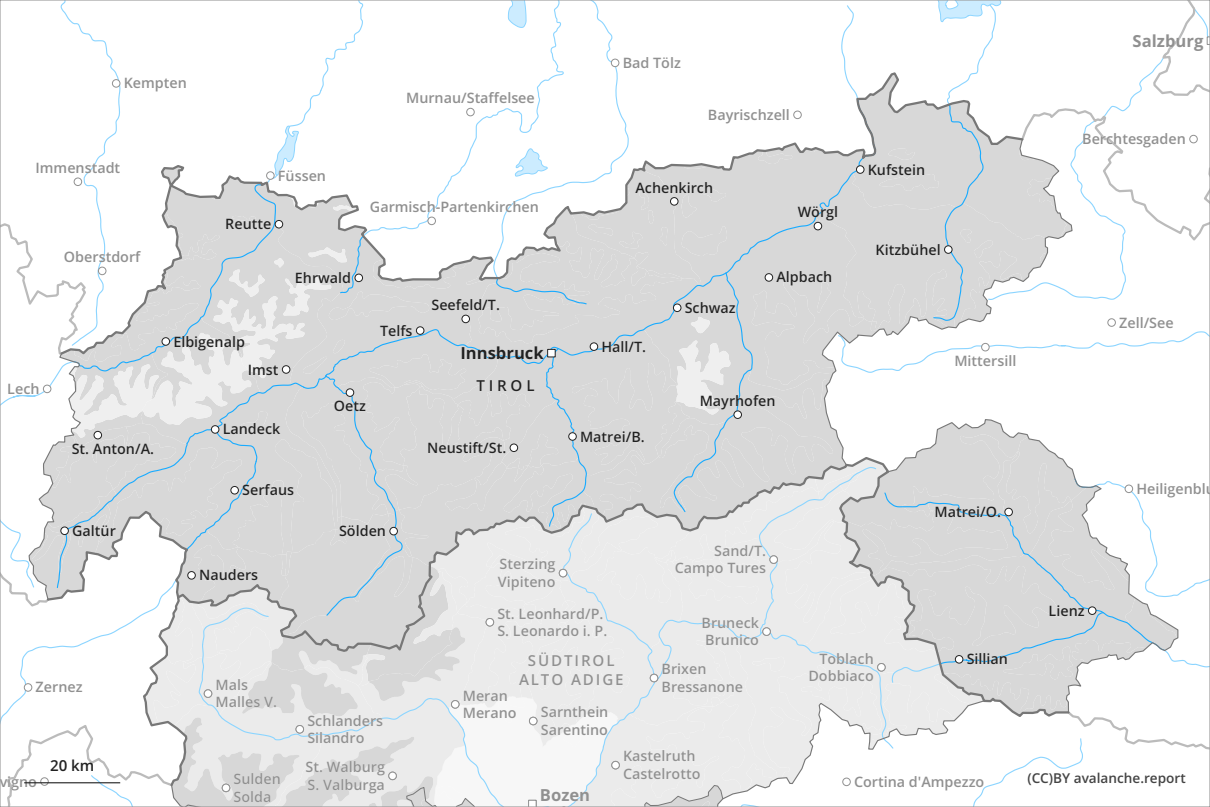 Salzburg
Bad Tölz
Kempten
Murnau/Staffelsee
Bayrischzell
Berchtesgaden
Immenstadt
Füssen
Kufstein
Achenkirch
Garmisch-Partenkirchen
Wörgl
Reutte
Kitzbühel
Oberstdorf
Ehrwald
Alpbach
Seefeld/T.
Schwaz
Zell/See
Telfs
Elbigenalp
Innsbruck
Hall/T.
Mittersill
Imst
TIROL
Lech
Oetz
Mayrhofen
Landeck
Matrei/B.
St. Anton/A.
Neustift/St.
Serfaus
Heiligenblu
Matrei/O.
Galtür
Sölden
Sand/T.
Campo Tures
Sterzing
Vipiteno
Nauders
Lienz
St. Leonhard/P.
S. Leonardo i. P.
Bruneck
Brunico
SÜDTIROL
ALTO ADIGE
Toblach
Dobbiaco
Sillian
Brixen
Bressanone
Zernez
Mals
Malles V.
Meran
Merano
Sarnthein
Sarentino
Schlanders
Silandro
Kastelruth
Castelrotto
20 km
St. Walburg
S. Valburga
vigno
Sulden
Solda
Cortina d'Ampezzo
(CC)BY avalanche.report
Bozen